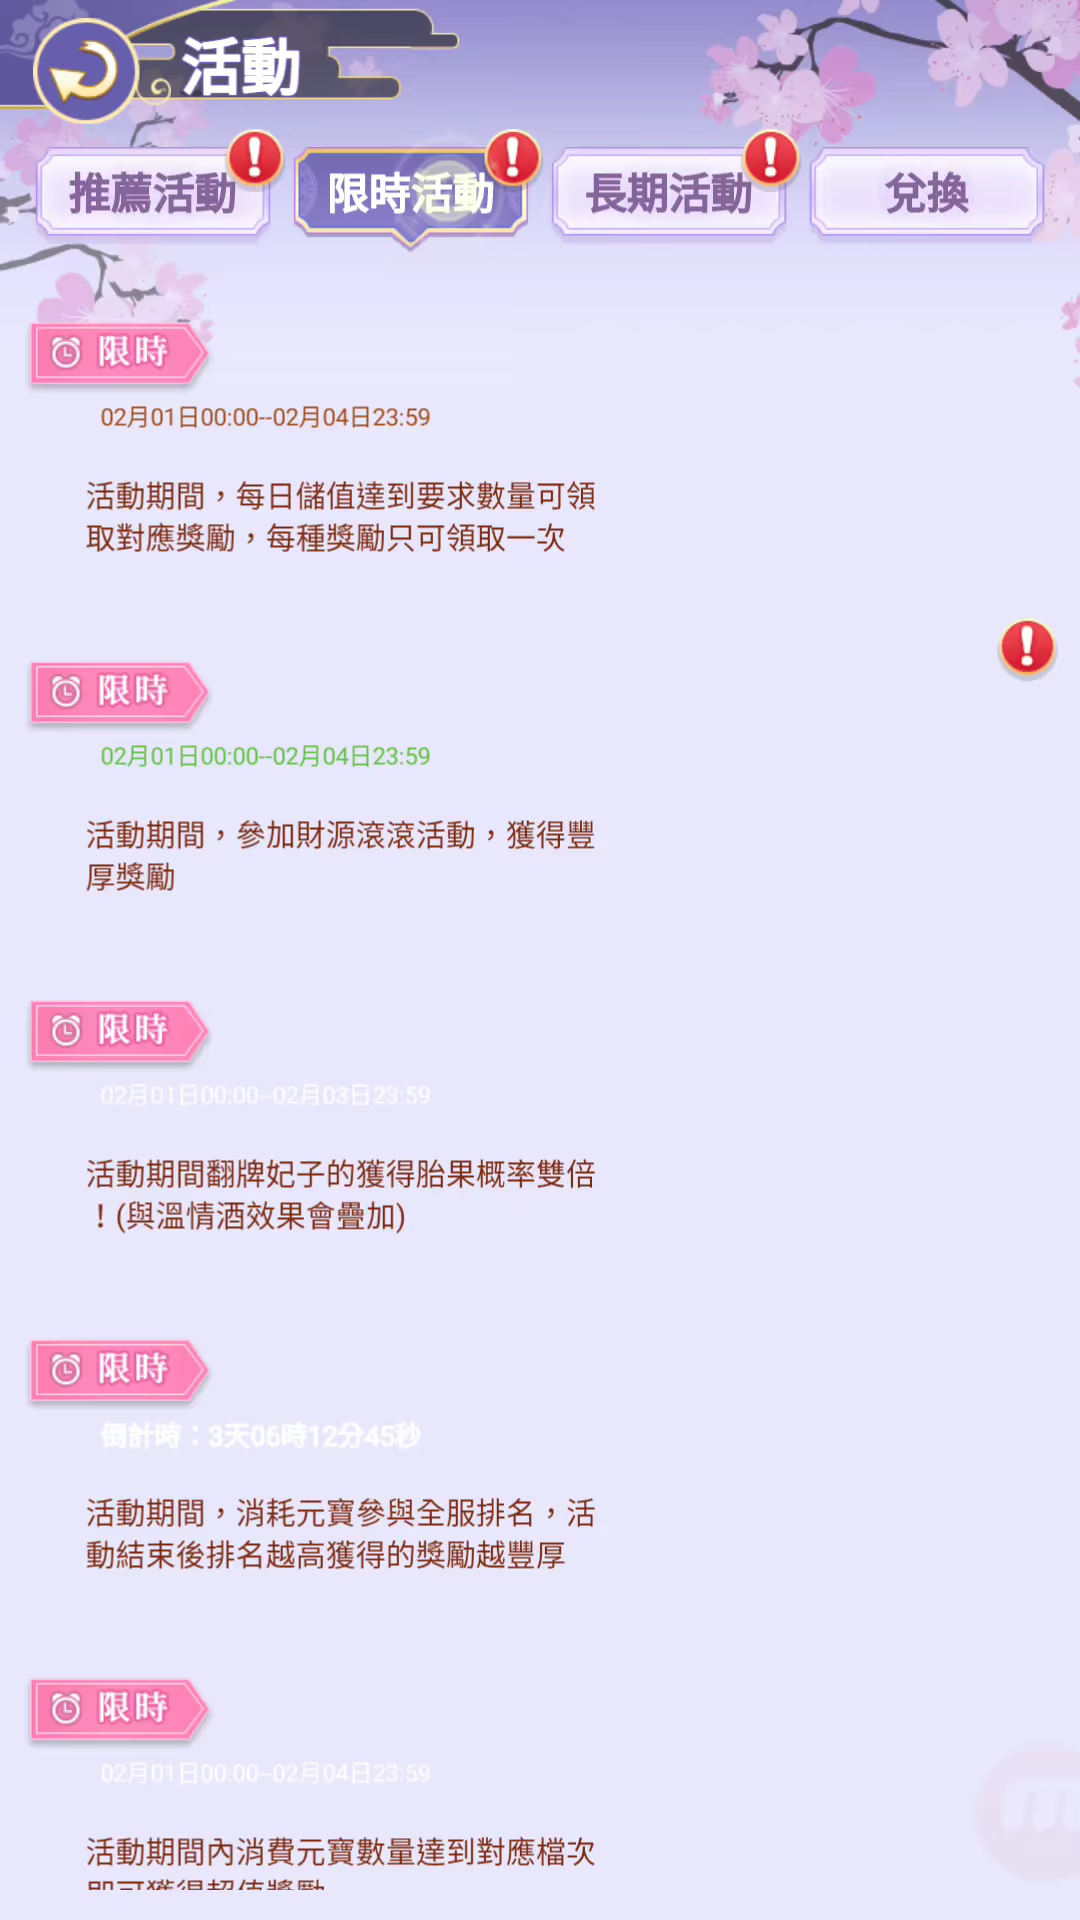 活動
推薦活動
限時活動
長期活動
兌換
限時
02月01日00:00--02月04日23:59
活動期間，每日儲值達到要求數量可領
取對應獎勵，每種獎勵只可領取一次
限時
02月01日00:00--02月04日23:59
活動期間，參加財源滾滾活動，獲得豐
厚獎勵
限時
02月01日00:00--02月03日23:59
活動期間翻牌妃子的獲得胎果概率雙倍
！(與溫情酒效果會疊加)
限時
倒計時：3天06時12分45秒
活動期間，消耗元寶參與全服排名，活
動結束後排名越高獲得的獎勵越豐厚
限時
02月01日00:00--02月04日23:59
活動期間內消費元寶數量達到對應檔次
即可獲得超值獎勵